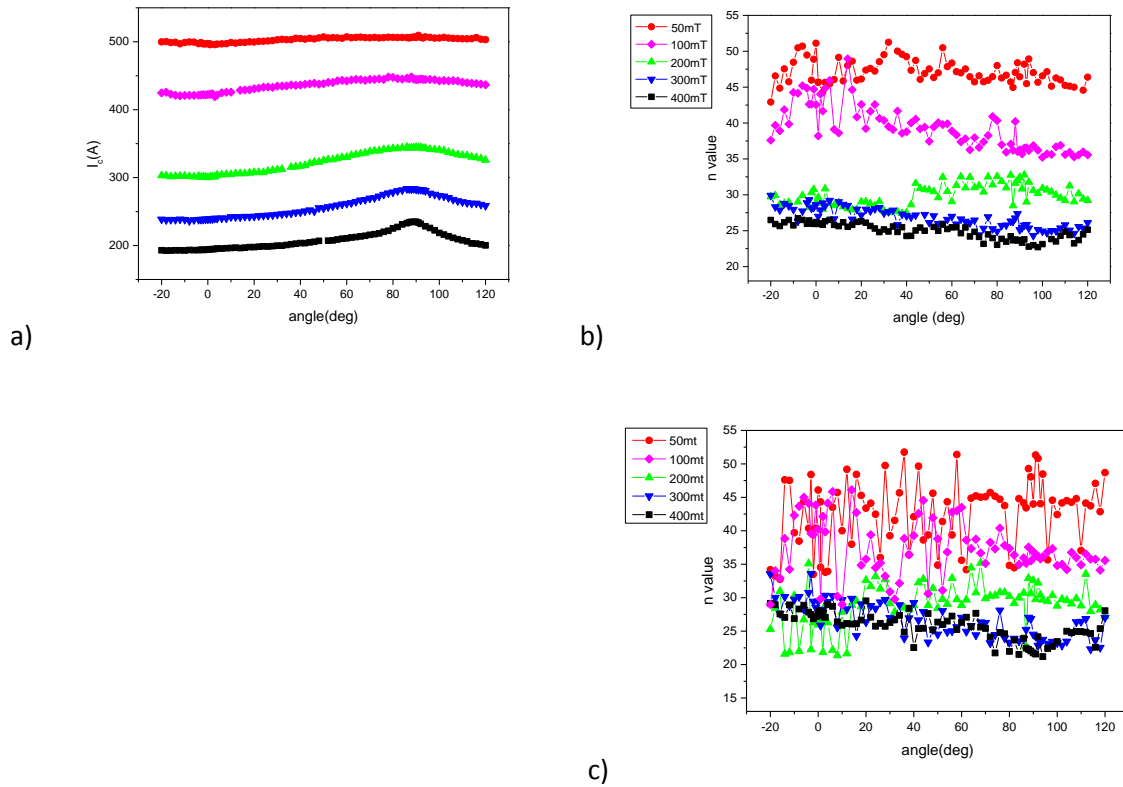 500
400
300
200
I_c(A)
-20 0 20 40 60 80 100 120
angle(deg)
a)
50mT
100mT
200mT
300mT
400mT
55
50
45
40
35
30
25
20
n value
-20 0 20 40 60 80 100 120
angle (deg)
b)
50mt
100mt
200mt
300mt
400mt
55
50
45
40
35
30
25
20
15
n value
-20 0 20 40 60 80 100 120
angle(deg)
c)